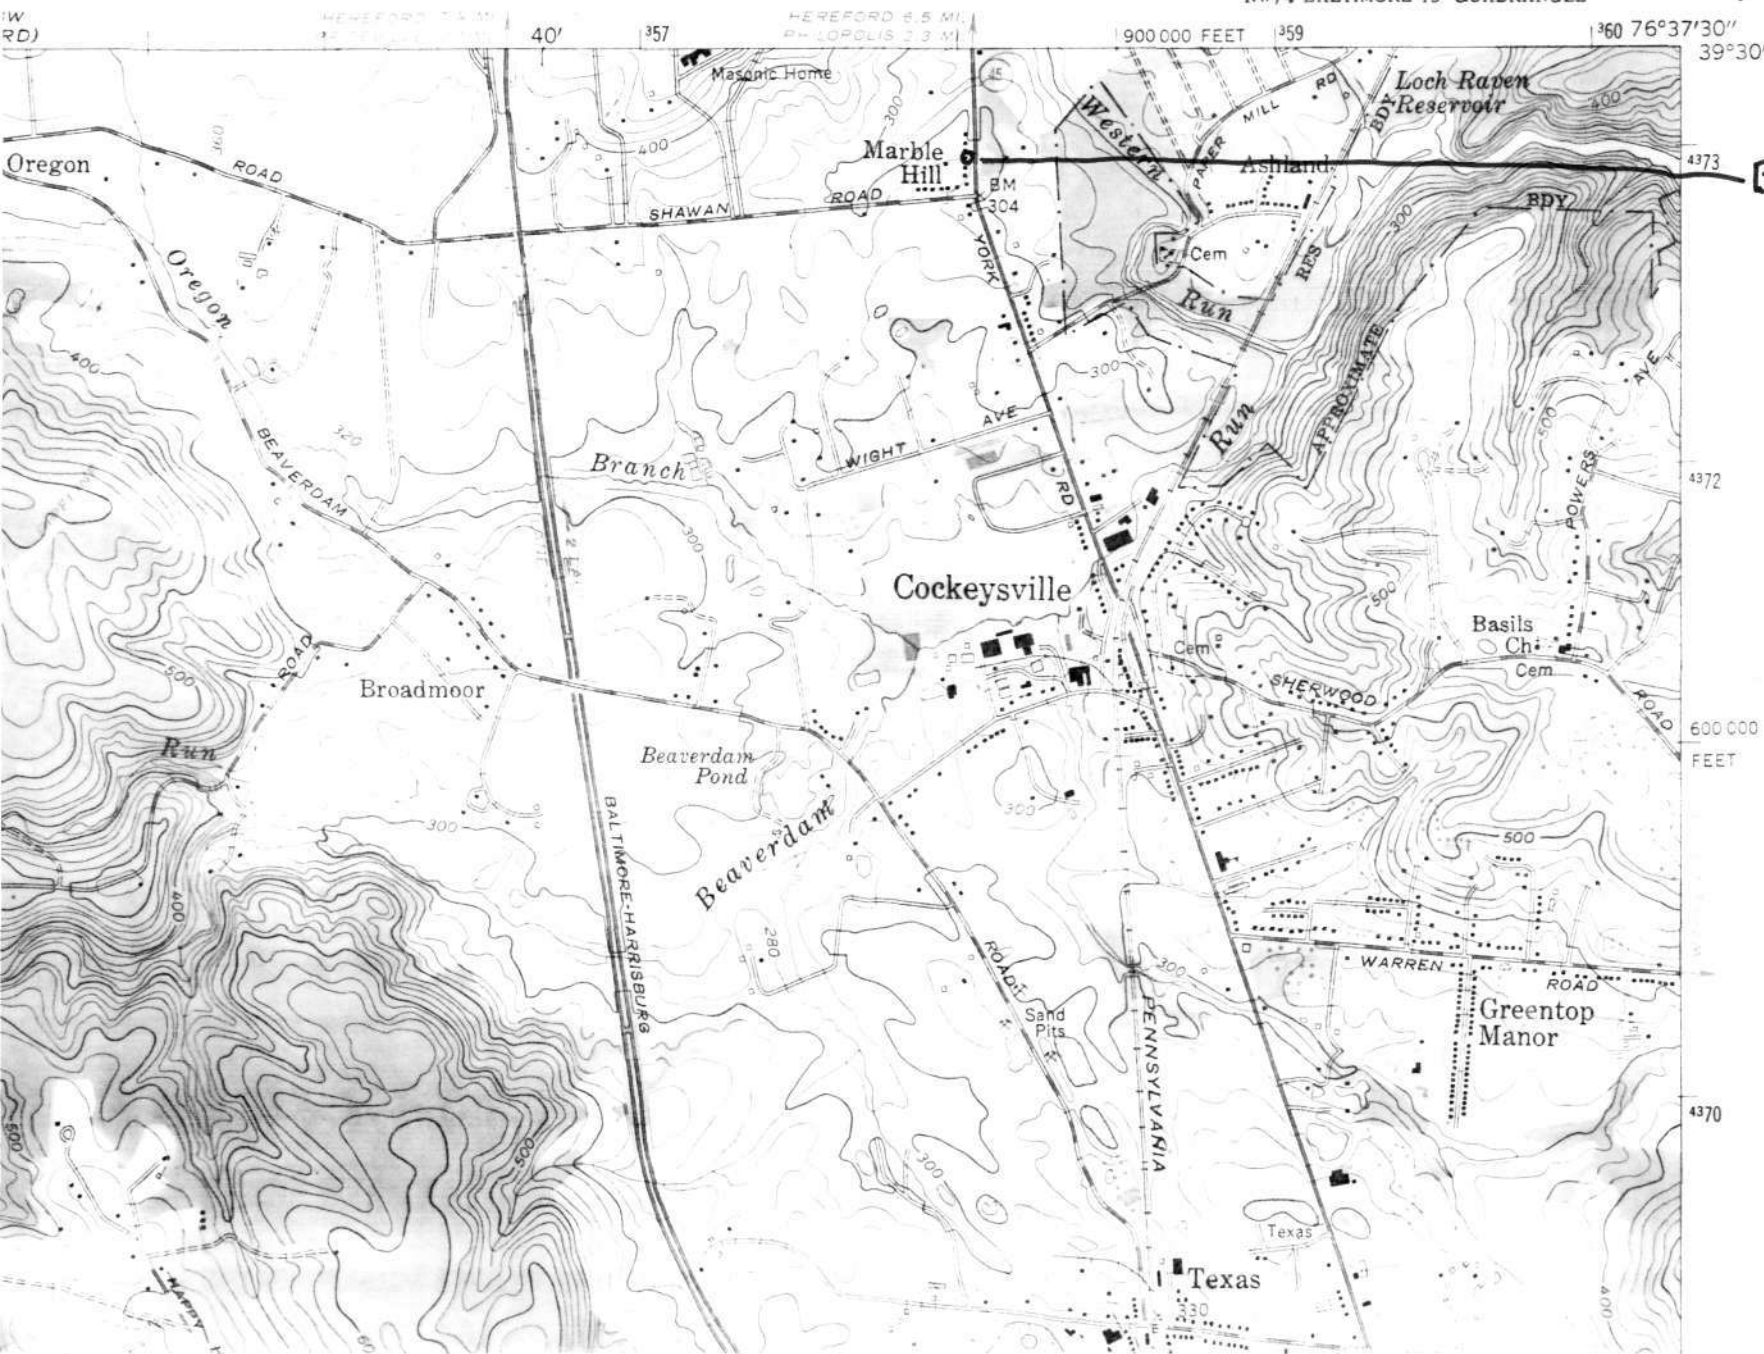 HEREFORD 6.5 MI.
RD)
40'
357
900 000 FEET
359
360
76°37'30"
39°30'
Masonic Home
45
Loch Raven
Reservoir
400
300
Western
PAPER
MILL
RD
BDY
360
Oregon
ROAD
400
Marble
Hill
BM
304
Ashland
4373
SHAWAN
ROAD
BDY
300
YORK
Cem
RES
Oregon
Run
400
300
APPROXIMATE
AVE
500
320
BEAVERDAM
Branch
WIGHT
AVE
Run
RD
POWERS
4372
300
Cockeysville
500
Basils
Ch
Cem
Cem
ROAD
500
Broadmoor
SHERWOOD
ROAD
600 000
FEET
Run
Beaverdam
Pond
BALTIMORE-HARRISBURG
300
300
Beaverdam
500
400
280
ROAD
300
WARREN
ROAD
Sand
Pits
PENNSYLVANIA
Greentop
Manor
4370
500
500
300
Texas
Texas
330
400
HAPPY